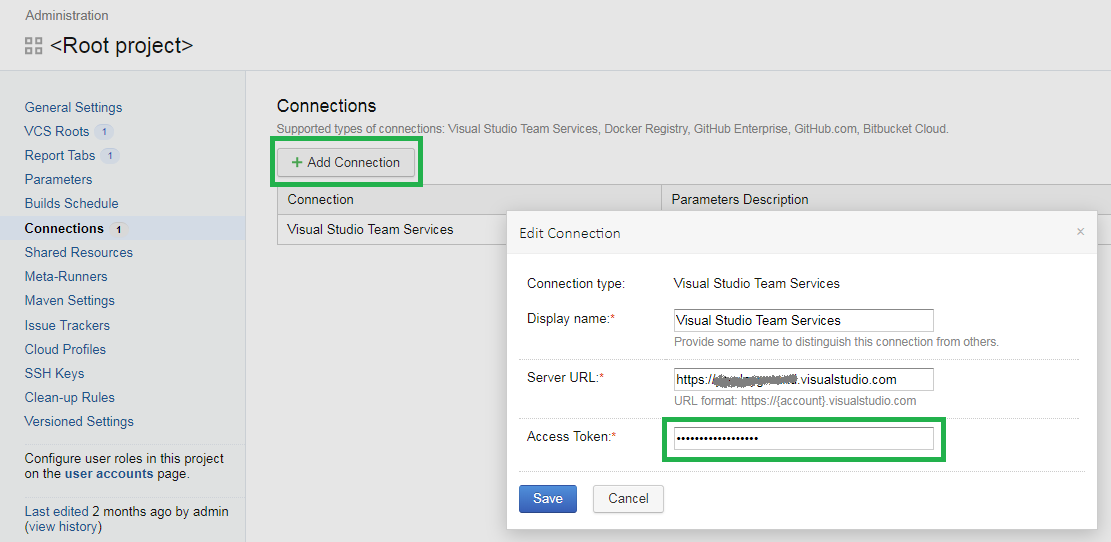 Administration
<Root project>
General Settings
VCS Roots 1
Report Tabs 1
Parameters
Builds Schedule
Connections 1
Shared Resources
Meta-Runners
Maven Settings
Issue Trackers
Cloud Profiles
SSH Keys
Clean-up Rules
Versioned Settings
Configure user roles in this project
on the user accounts page.
Last edited 2 months ago by admin
(view history)
Connections
Supported types of connections: Visual Studio Team Services, Docker Registry, GitHub Enterprise, GitHub.com, Bitbucket Cloud.
+ Add Connection
Connection Parameters Description
Visual Studio Team Services
Edit Connection ×
Connection type: Visual Studio Team Services
Display name:* Visual Studio Team Services
Provide some name to distinguish this connection from others.
Server URL:* https://.visualstudio.com
URL format: https://{account}.visualstudio.com
Access Token:* ••••••••••••••••••
Save Cancel